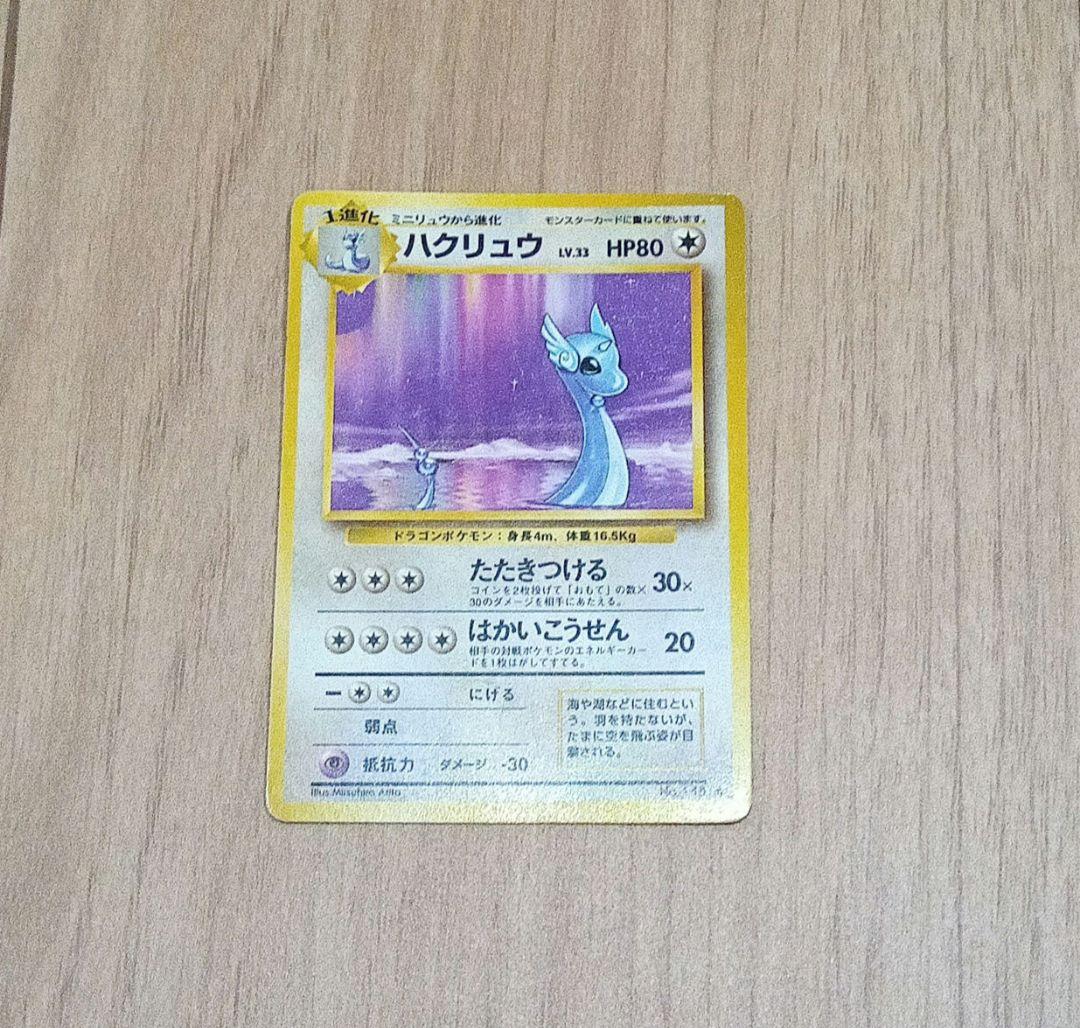 1進化 ミニリュウから進化 モンスターカードに重ねて使います。
ハクリュウ LV.33 HP80
ドラゴンポケモン：身長4m、体重16.5Kg
たたきつける 30×
コインを2枚投げて「おもて」の数×
30のダメージを相手にあたえる。
はかいこうせん 20
相手の対戦ポケモンのエネルギーカー
ドを1枚はがしてすてる。
にげる
弱点
抵抗力 ダメージ -30
海や湖などに住むとい
う。羽を持たないが、
たまに空を飛ぶ姿が目
撃される。
Illus.Mitsuhiro Arita
No.148